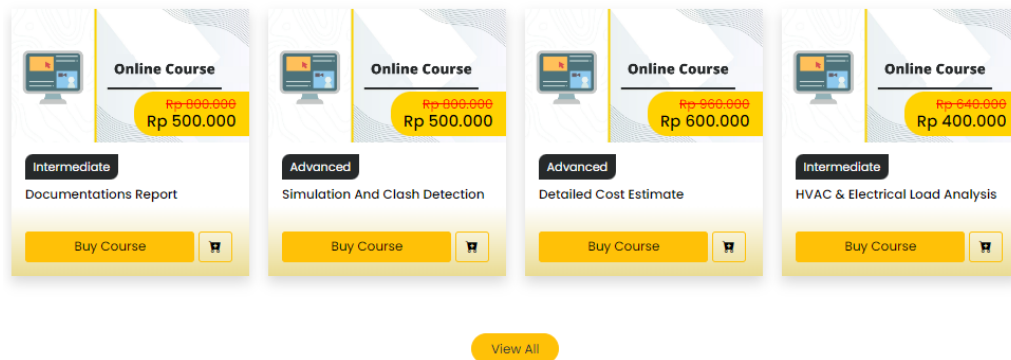 Online Course
Rp 800.000
Rp 500.000
Intermediate
Documentations Report
Buy Course
Online Course
Rp 800.000
Rp 500.000
Advanced
Simulation And Clash Detection
Buy Course
Online Course
Rp 960.000
Rp 600.000
Advanced
Detailed Cost Estimate
Buy Course
Online Course
Rp 640.000
Rp 400.000
Intermediate
HVAC & Electrical Load Analysis
Buy Course
View All